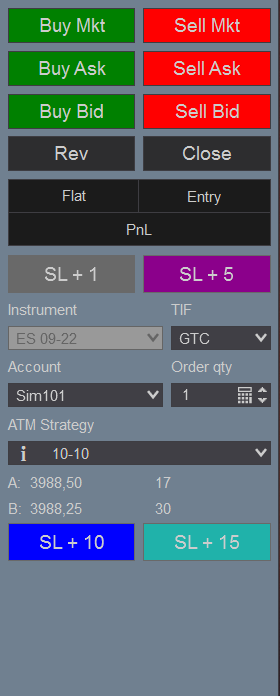 Buy Mkt Sell Mkt
Buy Ask Sell Ask
Buy Bid Sell Bid
Rev Close
Flat Entry
PnL
SL + 1 SL + 5
Instrument TIF
ES 09-22 GTC
Account Order qty
Sim101 1
ATM Strategy
i 10-10
A: 3988,50 17
B: 3988,25 30
SL + 10 SL + 15